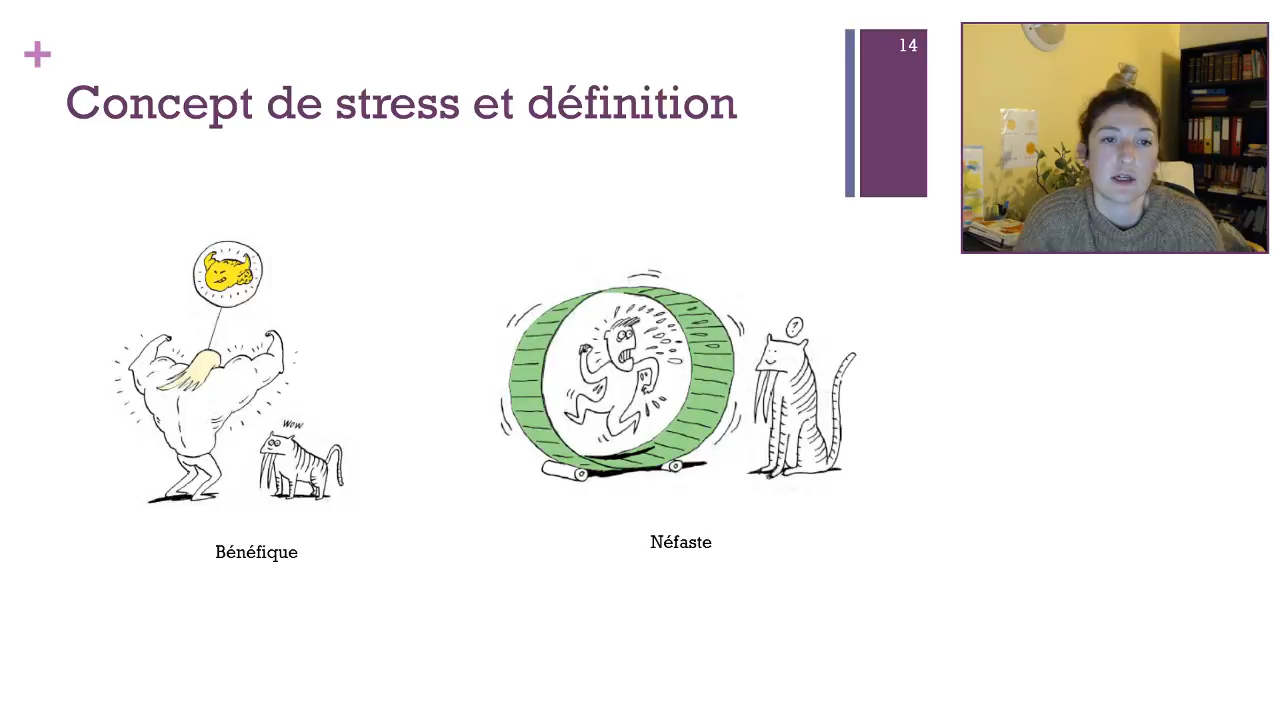 +
14
Concept de stress et définition
WOW
?
Bénéfique
Néfaste